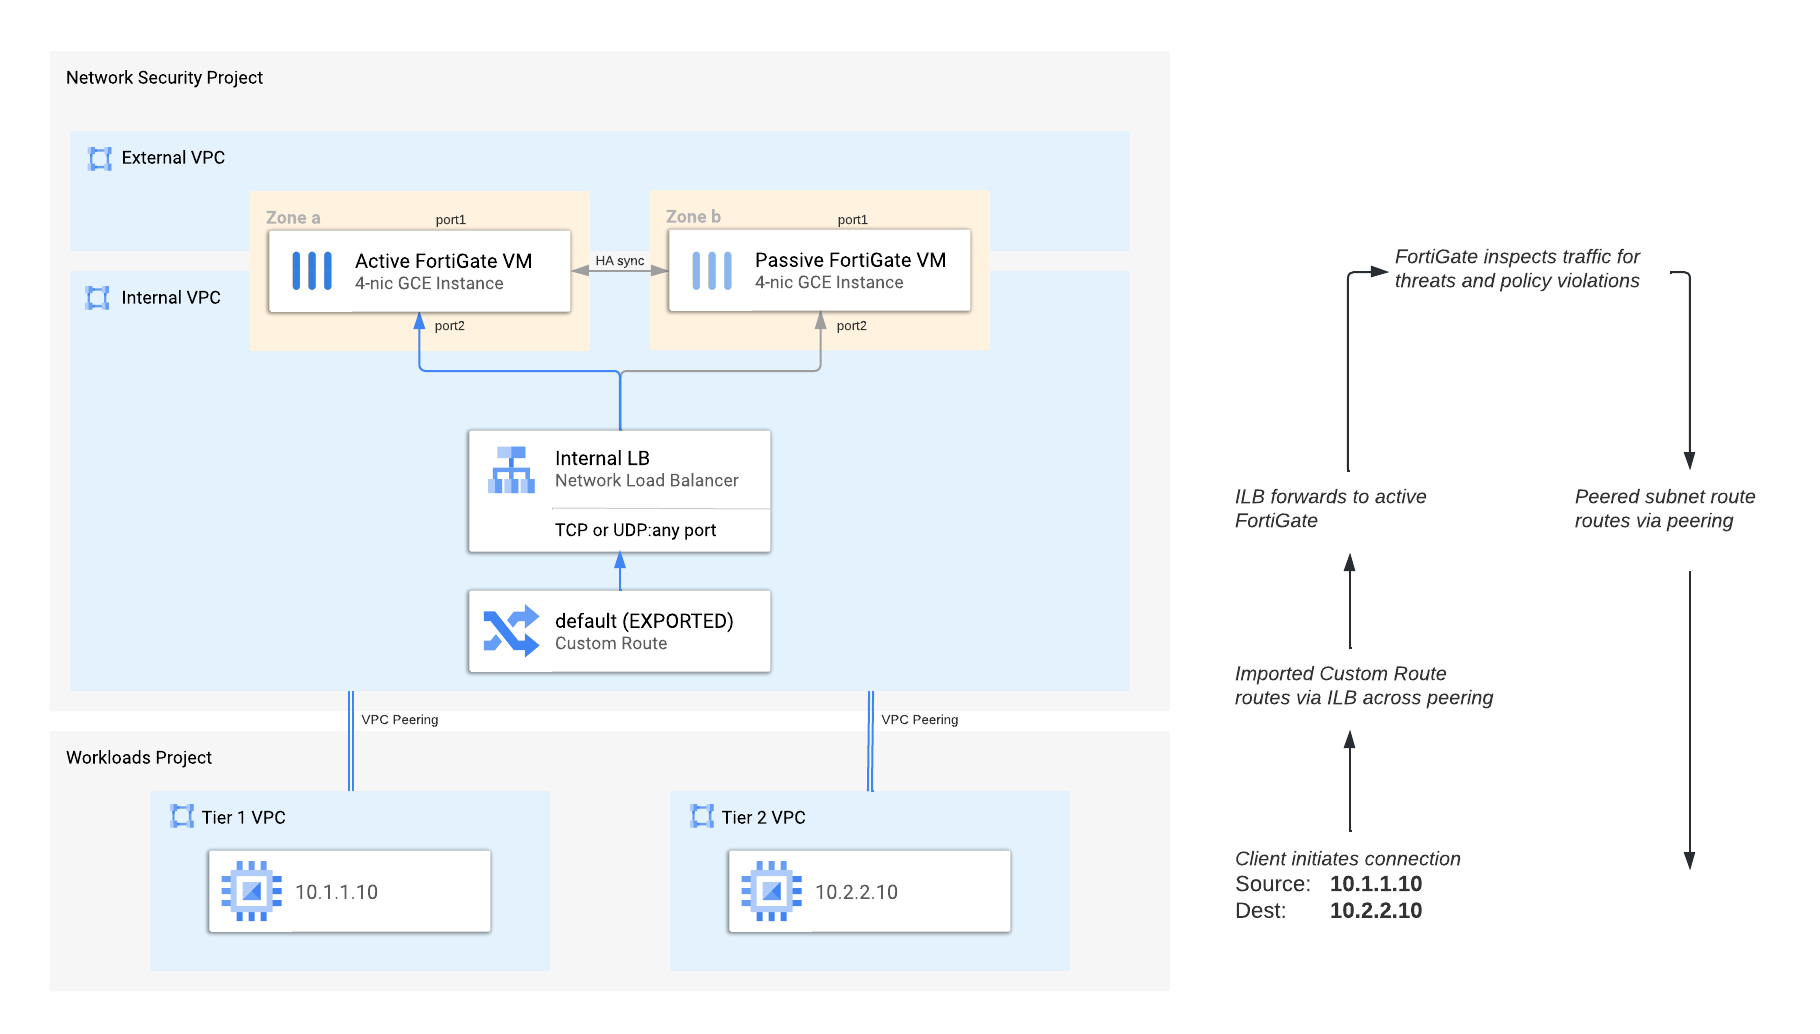 Network Security Project
External VPC
Zone a
port1
Active FortiGate VM
4-nic GCE Instance
port2
HA sync
Zone b
port1
Passive FortiGate VM
4-nic GCE Instance
port2
Internal VPC
Internal LB
Network Load Balancer
TCP or UDP:any port
default (EXPORTED)
Custom Route
VPC Peering
VPC Peering
Workloads Project
Tier 1 VPC
10.1.1.10
Tier 2 VPC
10.2.2.10
FortiGate inspects traffic for
threats and policy violations
ILB forwards to active
FortiGate
Peered subnet route
routes via peering
Imported Custom Route
routes via ILB across peering
Client initiates connection
Source: 10.1.1.10
Dest: 10.2.2.10